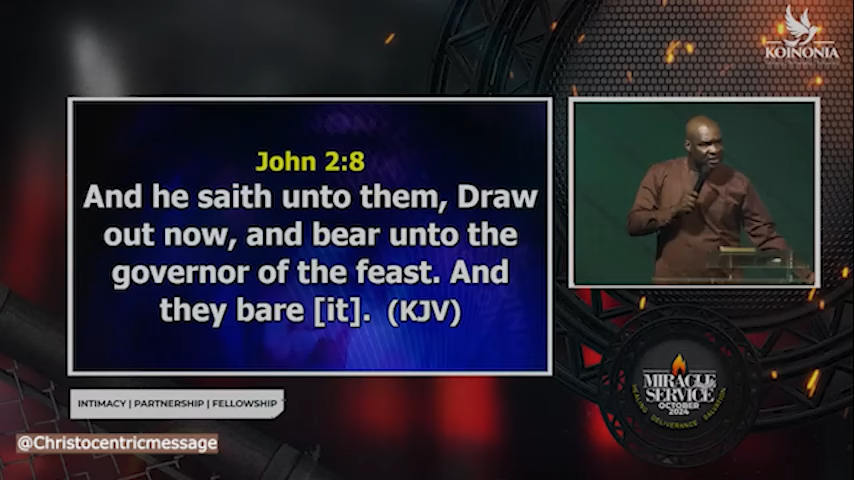 John 2:8
And he saith unto them, Draw
out now, and bear unto the
governor of the feast. And
they bare [it]. (KJV)
KOINONIA
INTIMACY | PARTNERSHIP | FELLOWSHIP
@Christocentricmessage
MIRACLE
SERVICE
OCTOBER
2024
HEALING DELIVERANCE SALVATION